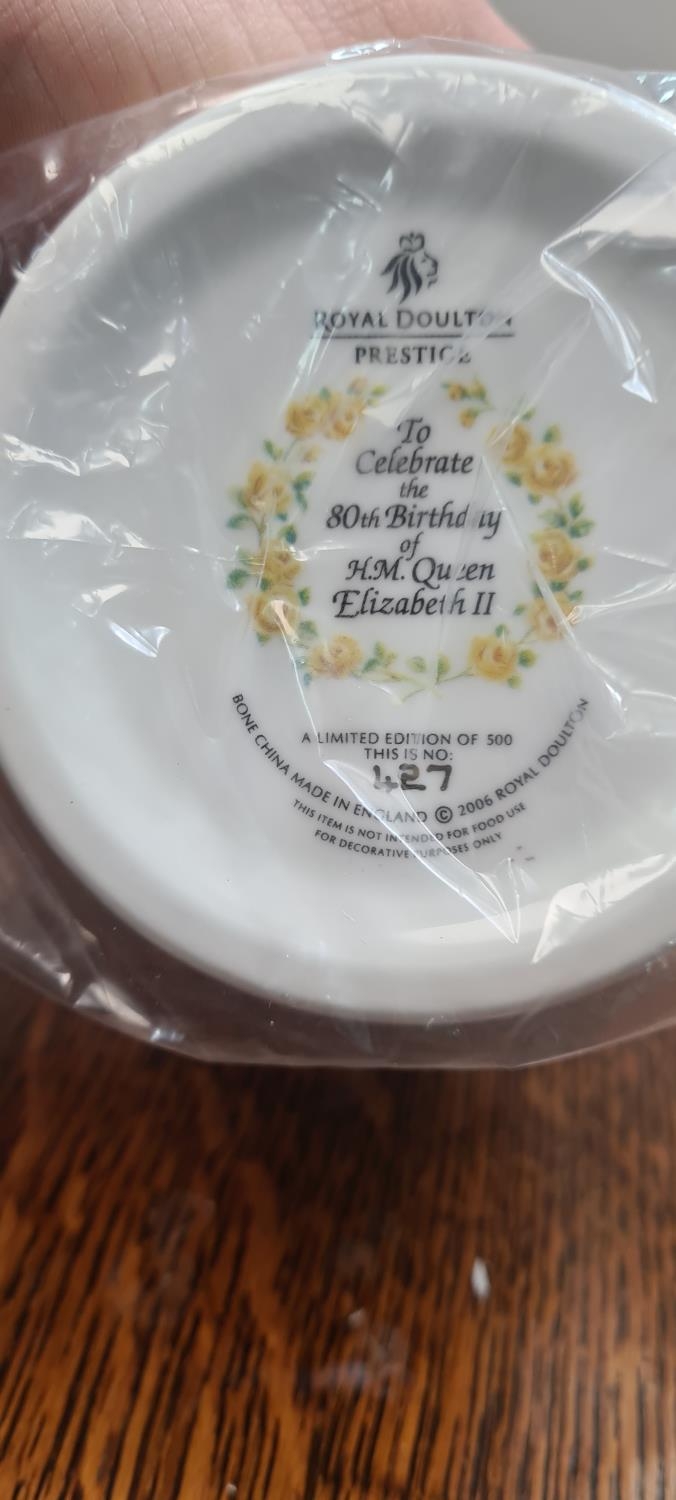 ROYAL DOULTON
PRESTIGE
To
Celebrate
the
80th Birthday
of
H.M. Queen
Elizabeth II
A LIMITED EDITION OF 500
THIS IS NO:
427
BONE CHINA MADE IN ENGLAND © 2006 ROYAL DOULTON
THIS ITEM IS NOT INTENDED FOR FOOD USE
FOR DECORATIVE PURPOSES ONLY